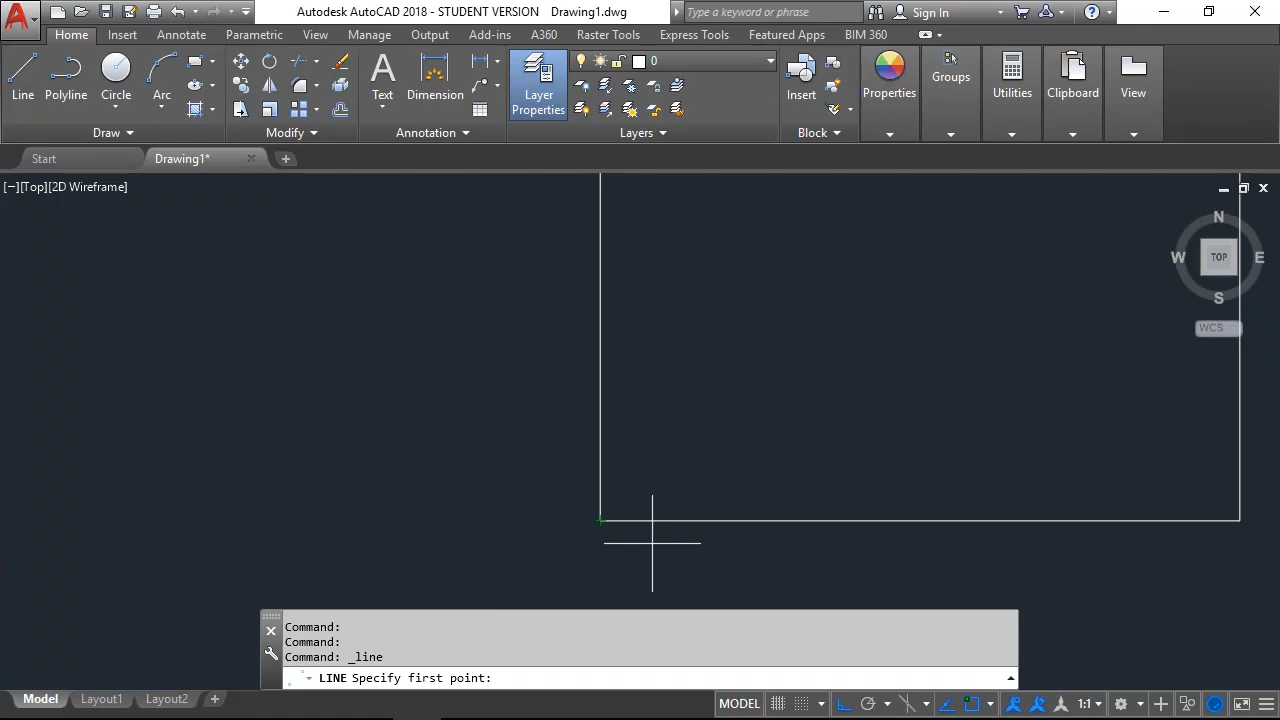 Autodesk AutoCAD 2018 - STUDENT VERSION Drawing1.dwg
Type a keyword or phrase
Sign In
Home Insert Annotate Parametric View Manage Output Add-ins A360 Raster Tools Express Tools Featured Apps BIM 360
0
Line Polyline Circle Arc
Text Dimension
Layer
Properties
Insert
Properties
Groups
Utilities
Clipboard
View
Draw Modify Annotation Layers Block
Start Drawing1*
[−][Top][2D Wireframe]
N
W TOP E
S
WCS
Command:
Command:
Command: _line
LINE Specify first point:
Model Layout1 Layout2 +
MODEL 1:1